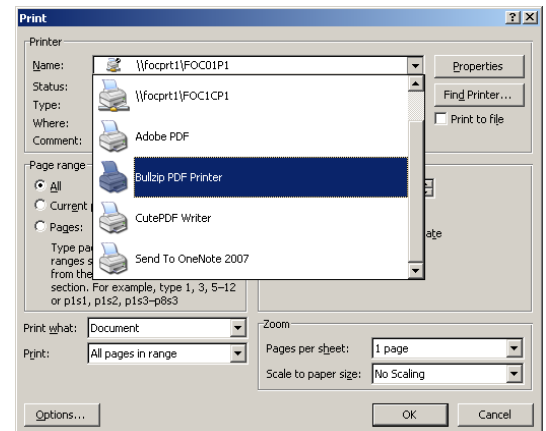 Print
Printer
Name: \\focprt1\FOC01P1 Properties
Status:
Type: \\focprt1\FOC1CP1 Find Printer...
Where: Print to file
Comment: Adobe PDF
Page range
Bullzip PDF Printer
All
Current
Pages: CutePDF Writer
Type
ranges
from the Send To OneNote 2007
section. For example, type 1, 3, 5–12
or p1s1, p1s2, p1s3–p8s3
Print what: Document
Print: All pages in range
Zoom
Pages per sheet: 1 page
Scale to paper size: No Scaling
Options... OK Cancel